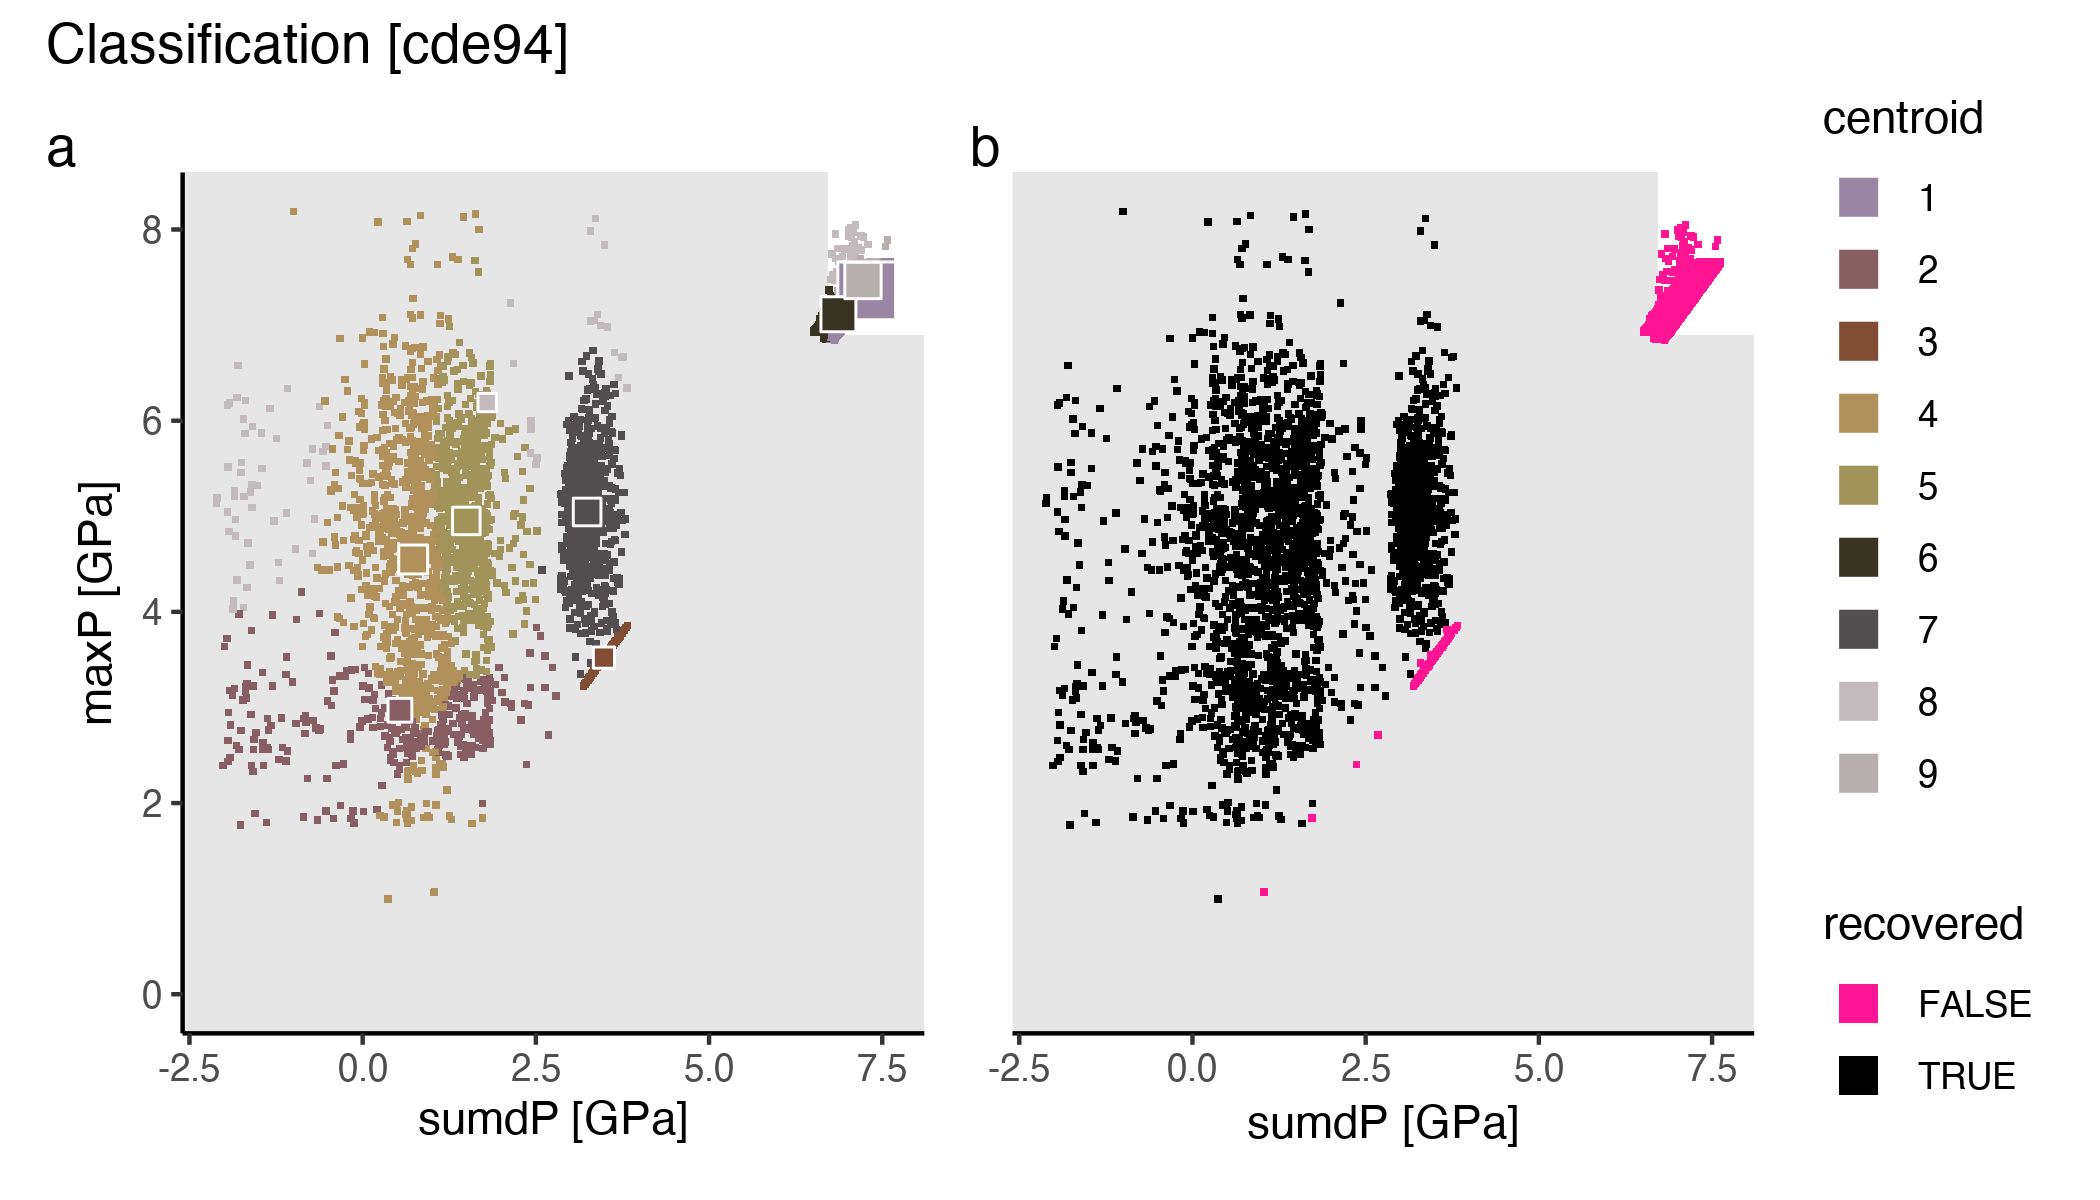 Classification [cde94]
a
b
maxP [GPa]
8
6
4
2
0
-2.5 0.0 2.5 5.0 7.5
sumdP [GPa]
-2.5 0.0 2.5 5.0 7.5
sumdP [GPa]
centroid
1
2
3
4
5
6
7
8
9
recovered
FALSE
TRUE